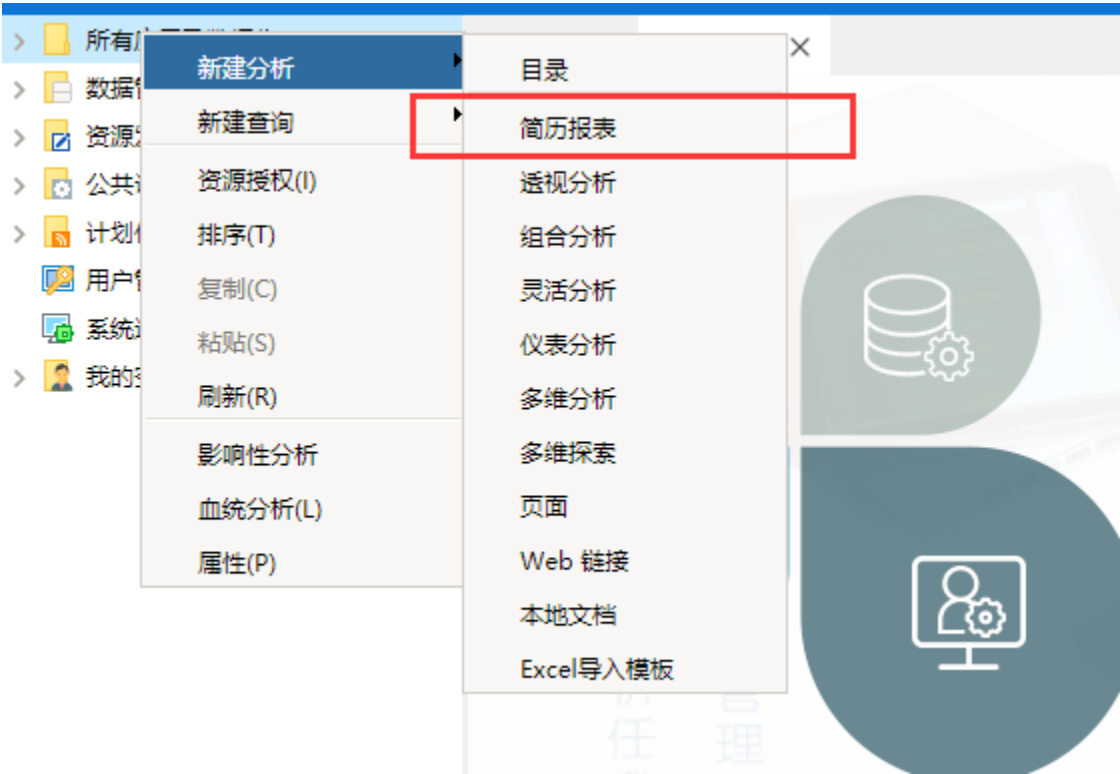 所有
新建分析
目录
数据
新建查询
简历报表
资源
资源授权(I)
透视分析
公共
排序(T)
组合分析
计划
复制(C)
灵活分析
用户
粘贴(S)
仪表分析
系统
刷新(R)
多维分析
我的
影响性分析
多维探索
血统分析(L)
页面
属性(P)
Web 链接
本地文档
Excel导入模板
管
理
析
任